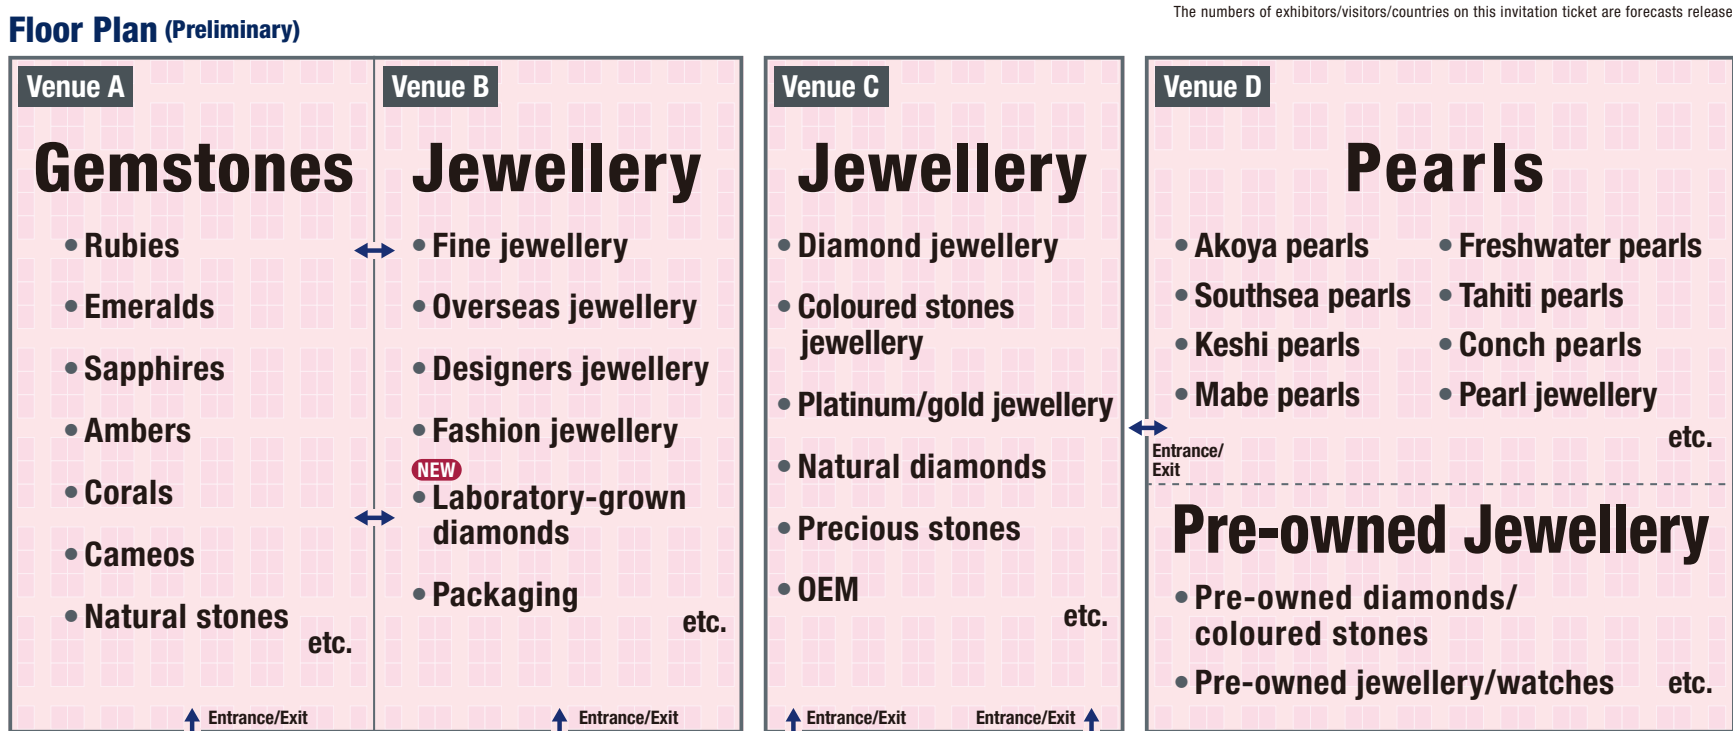 The numbers of exhibitors/visitors/countries on this invitation ticket are forecasts release
Floor Plan (Preliminary)
Venue A
Gemstones
• Rubies
• Emeralds
• Sapphires
• Ambers
• Corals
• Cameos
• Natural stones
etc.
Entrance/Exit
Venue B
Jewellery
• Fine jewellery
• Overseas jewellery
• Designers jewellery
• Fashion jewellery
NEW
• Laboratory-grown
diamonds
• Packaging
etc.
Entrance/Exit
Venue C
Jewellery
• Diamond jewellery
• Coloured stones
jewellery
• Platinum/gold jewellery
• Natural diamonds
• Precious stones
• OEM
etc.
Entrance/Exit
Entrance/Exit
Venue D
Pearls
• Akoya pearls
• Southsea pearls
• Keshi pearls
• Mabe pearls
• Freshwater pearls
• Tahiti pearls
• Conch pearls
• Pearl jewellery
etc.
Entrance/
Exit
Pre-owned Jewellery
• Pre-owned diamonds/
coloured stones
• Pre-owned jewellery/watches
etc.